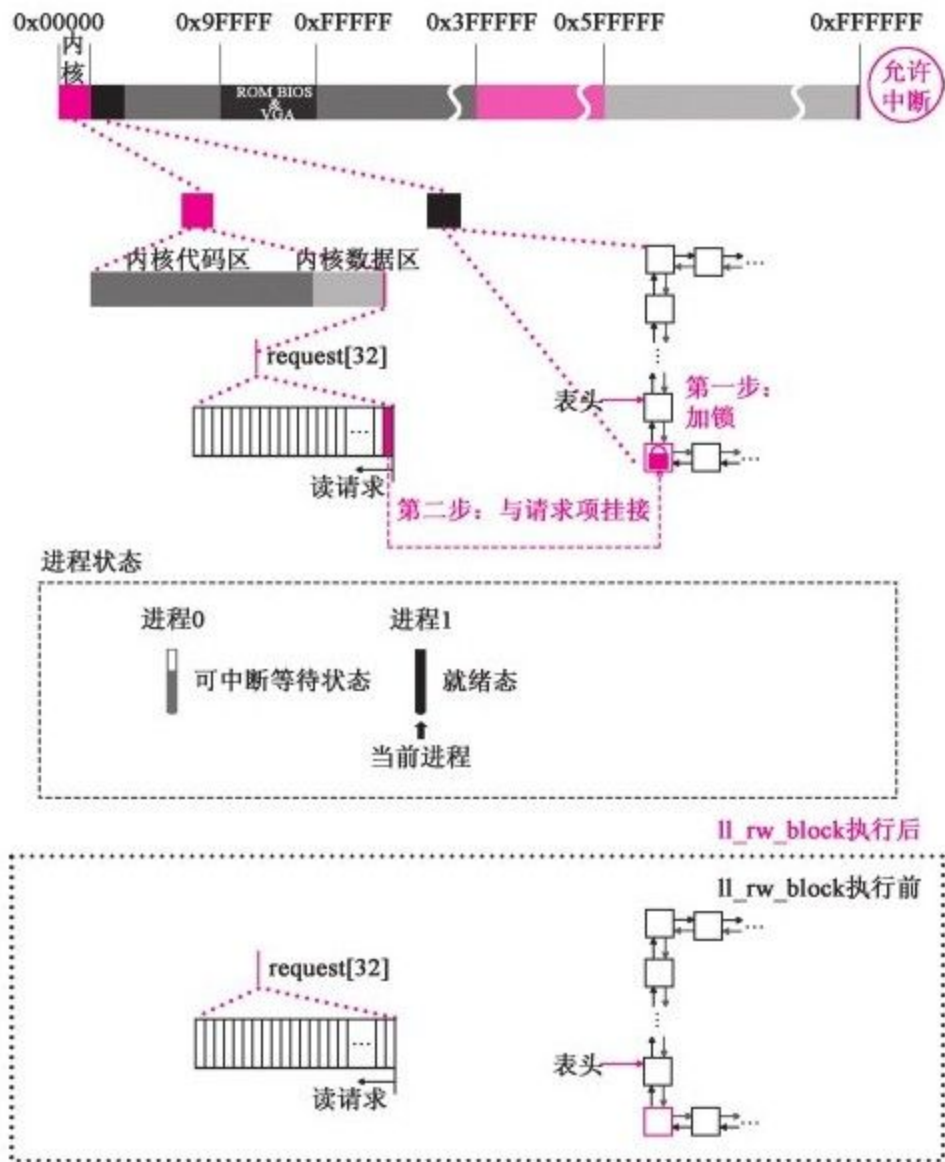 0x00000 0x9FFFF 0xFFFFF 0x3FFFFF 0x5FFFFF 0xFFFFFF
内核
ROM BIOS
&
VGA
允许
中断
内核代码区 内核数据区
request[32]
...
读请求
...
⋮
表头
第一步：
加锁
...
第二步：与请求项挂接
进程状态
进程0 进程1
可中断等待状态 就绪态
当前进程
ll_rw_block执行后
ll_rw_block执行前
...
request[32]
...
⋮
读请求
表头
...